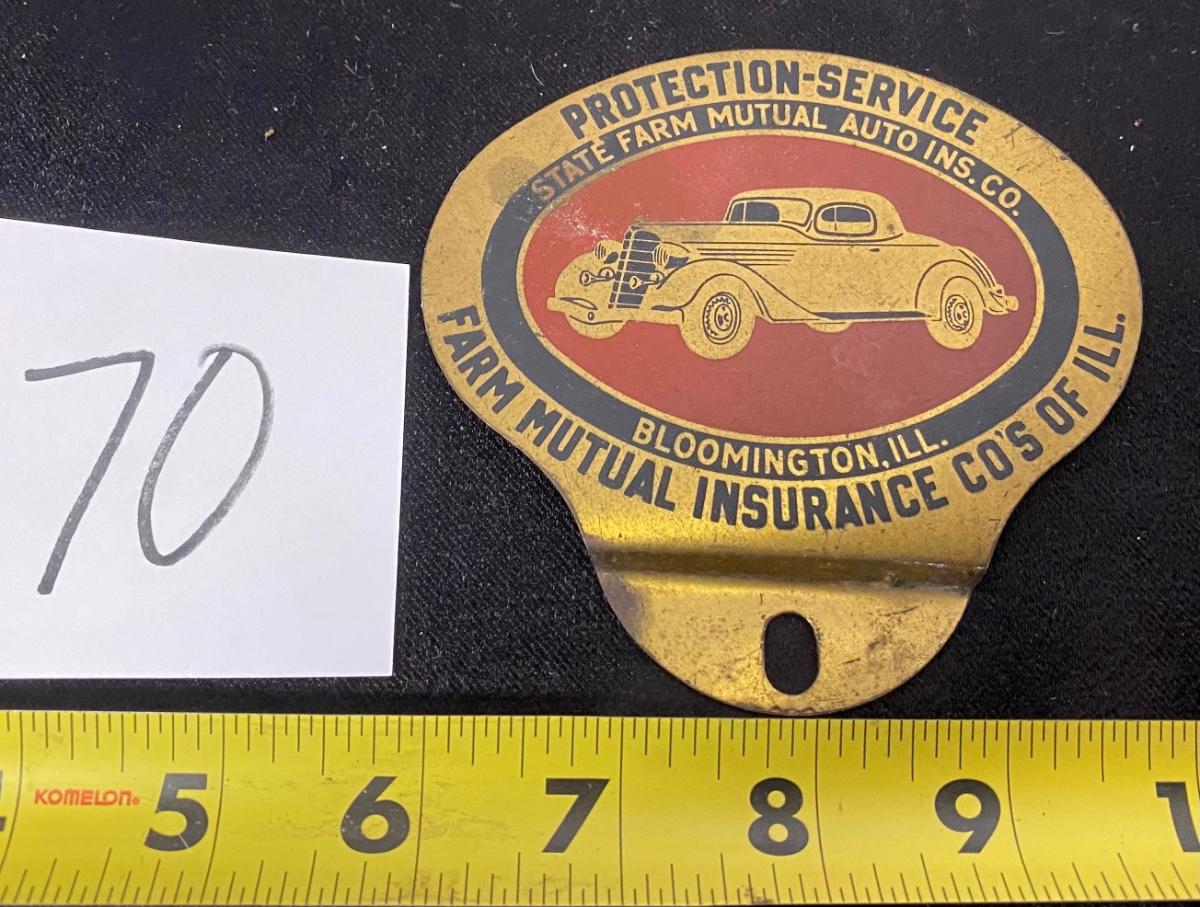 PROTECTION-SERVICE
STATE FARM MUTUAL AUTO INS. CO.
BLOOMINGTON, ILL.
FARM MUTUAL INSURANCE CO'S OF ILL.
70
KOMELON
5 6 7 8 9